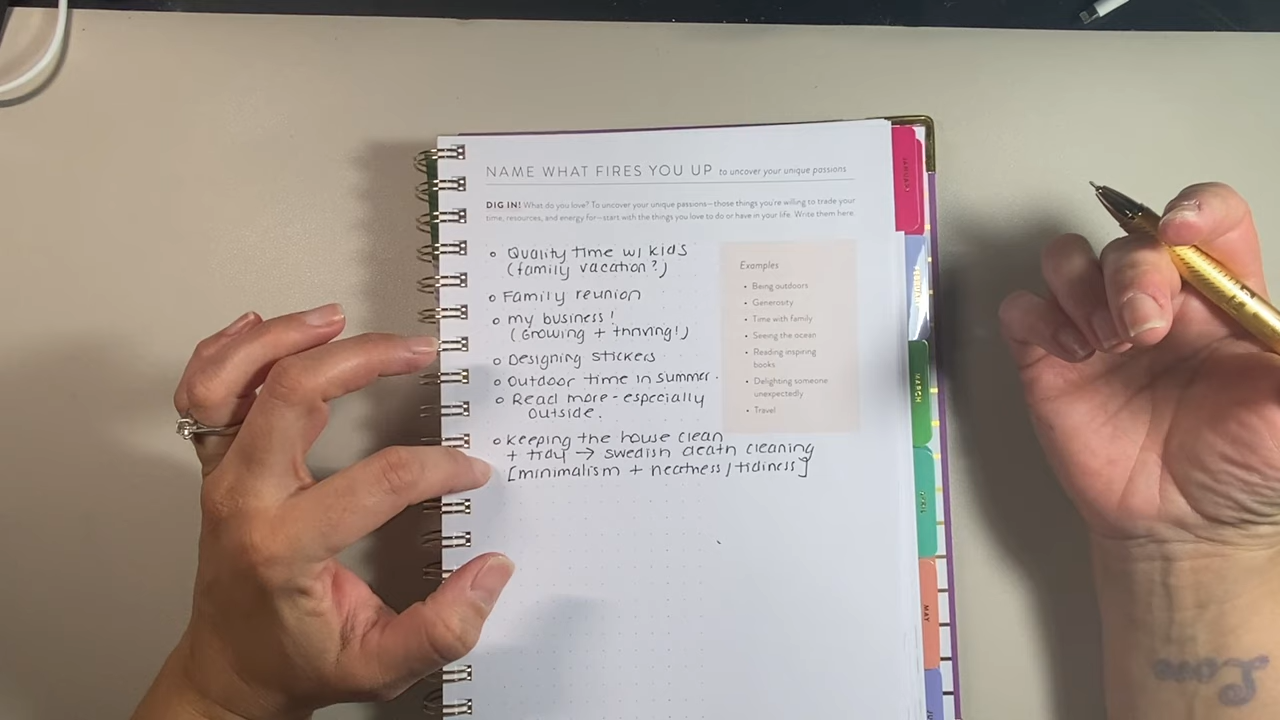 NAME WHAT FIRES YOU UP to uncover your unique passions
DIG IN! What do you love? To uncover your unique passions—those things you're willing to trade your
time, resources, and energy for—start with the things you love to do or have in your life. Write them here.
Quality time w/ kids
(family vacation?)
Family reunion
my business!
(Growing + thriving!)
Designing stickers
Outdoor time in summer.
Read more - especially
outside.
Keeping the house clean
+ tidy → swedish death cleaning
[minimalism + neatness/tidiness]
Examples
• Being outdoors
• Generosity
• Time with family
• Seeing the ocean
• Reading inspiring
books
• Delighting someone
unexpectedly
• Travel
JANUARY
FEBRUARY
MARCH
APRIL
MAY
Love